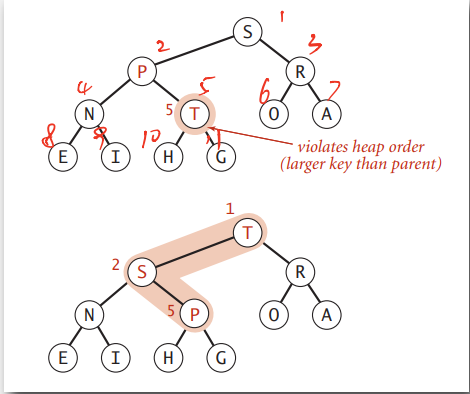 1
S
2
3
P
R
4
5
6
7
N
5
T
O
A
8
9
10
11
E
I
H
G
violates heap order
(larger key than parent)
1
T
2
S
R
N
5
P
O
A
E
I
H
G